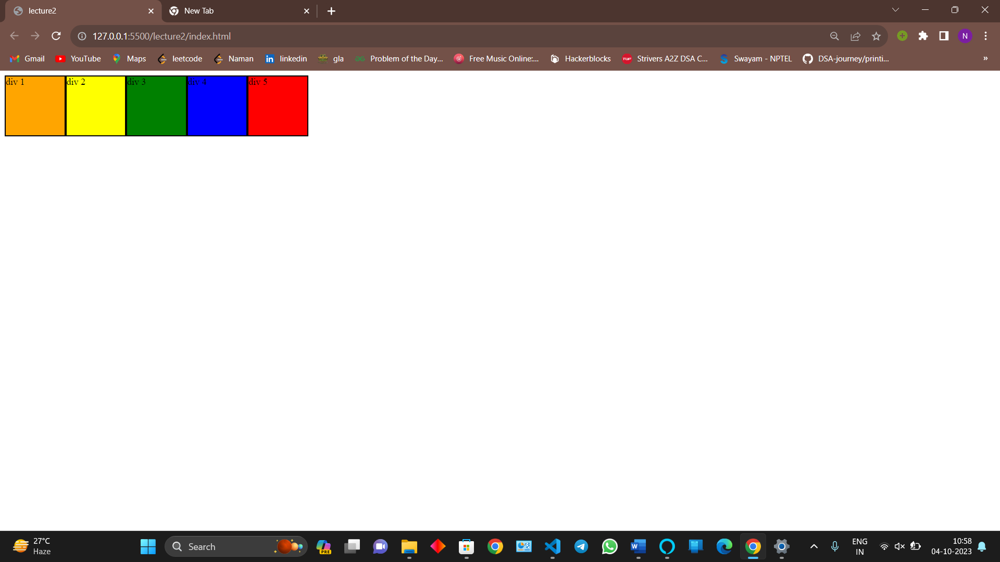 lecture2
New Tab
127.0.0.1:5500/lecture2/index.html
N
Gmail YouTube Maps leetcode Naman linkedin gla Problem of the Day... Free Music Online:... Hackerblocks Strivers A2Z DSA C... Swayam - NPTEL DSA-journey/printi... »
div 1 div 2 div 3 div 4 div 5
27°C
Haze
Search
PRE
ENG
IN
10:58
04-10-2023